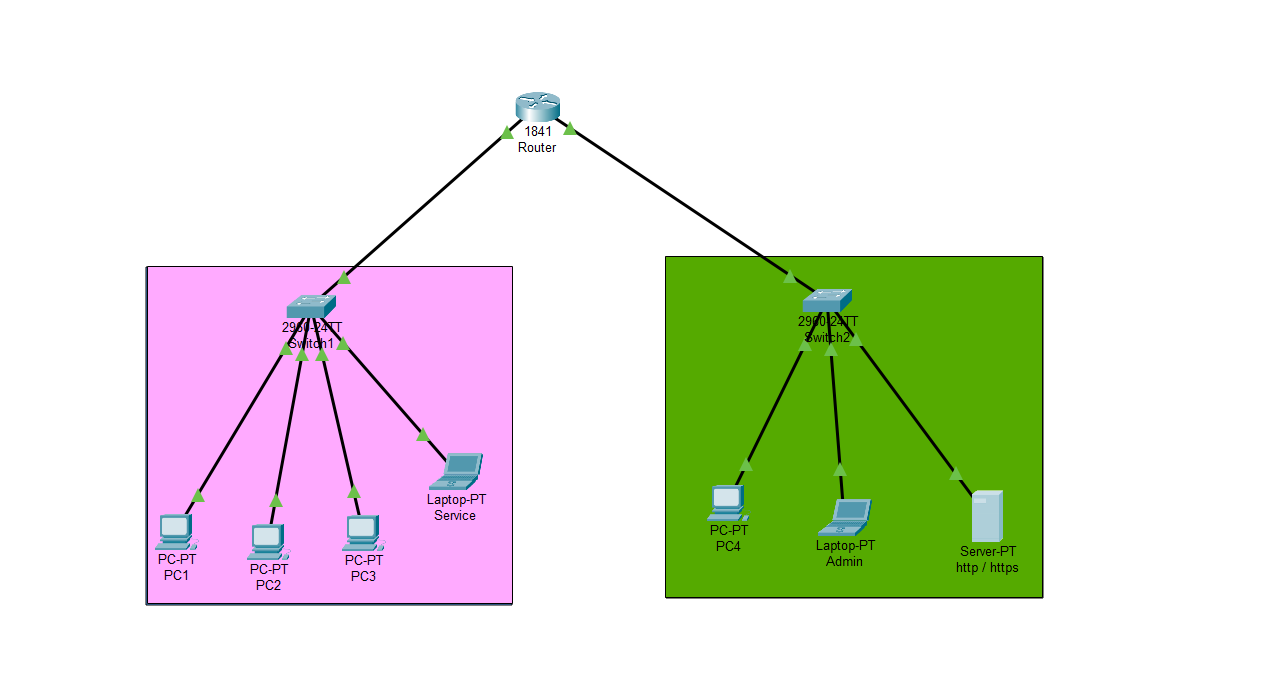 1841
Router
2960-24TT
Switch1
2960-24TT
Switch2
Laptop-PT
Service
PC-PT
PC1
PC-PT
PC2
PC-PT
PC3
PC-PT
PC4
Laptop-PT
Admin
Server-PT
http / https